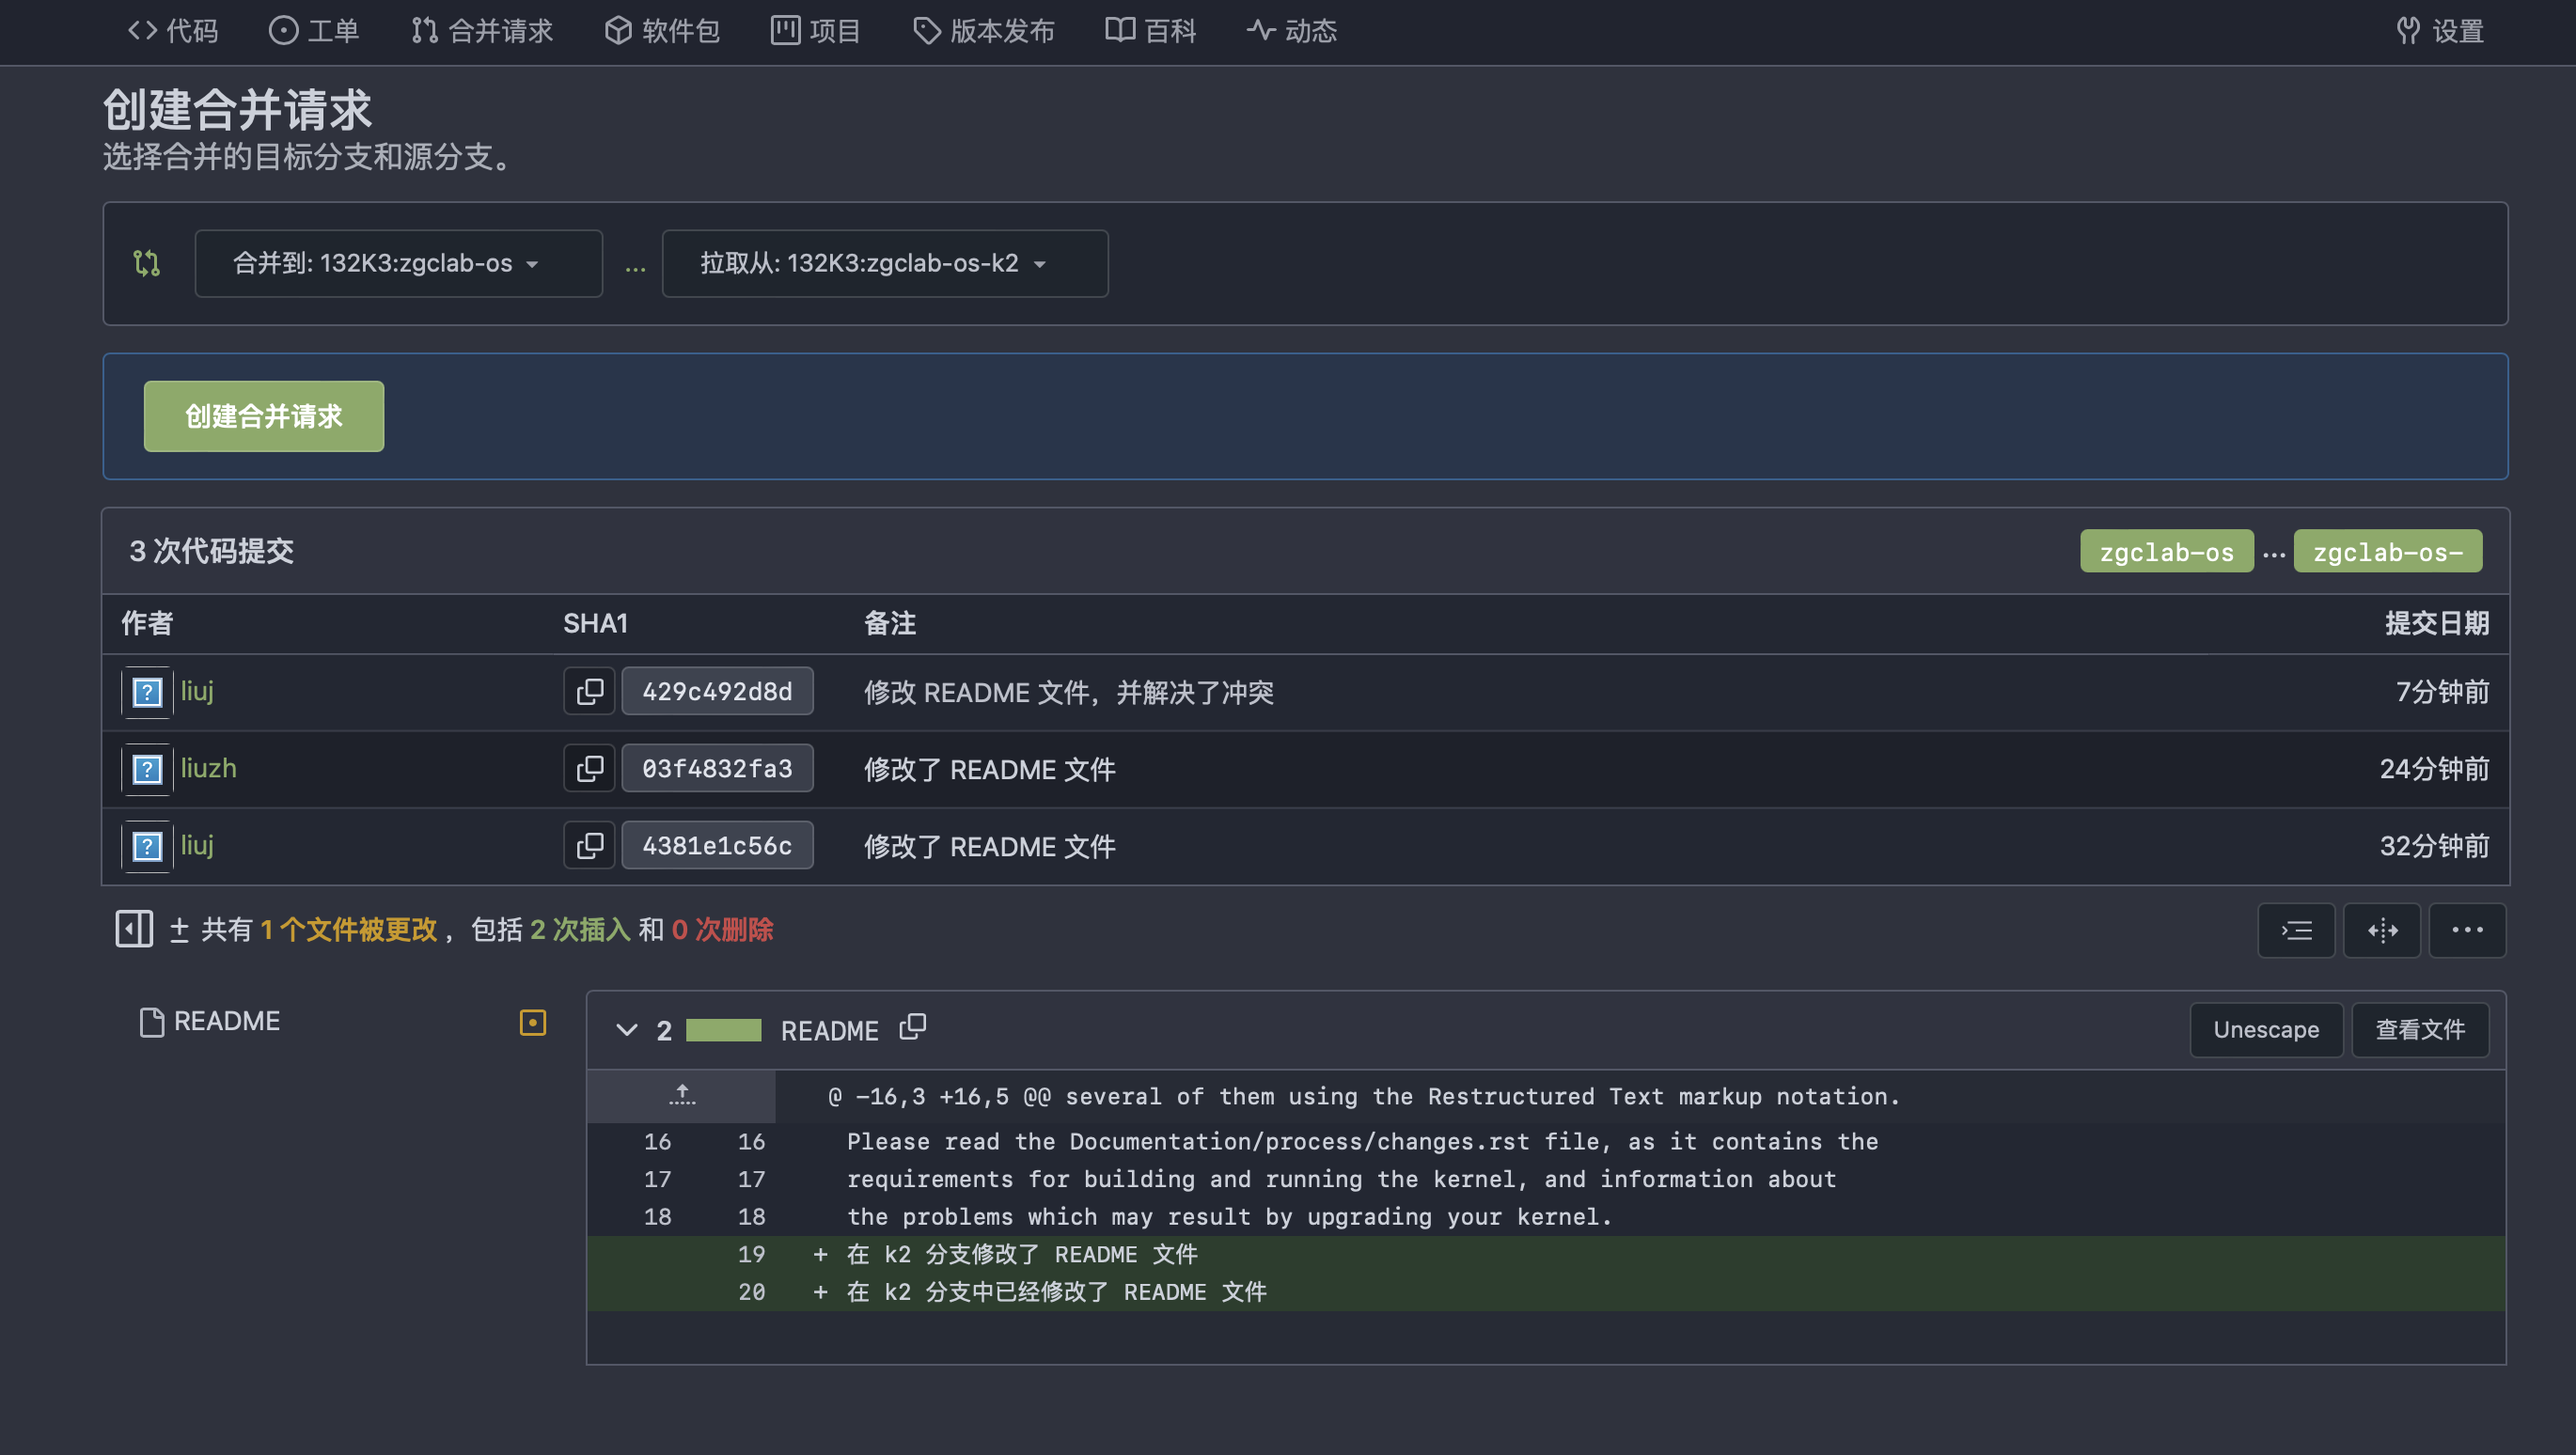 代码 工单 合并请求 软件包 项目 版本发布 百科 动态 设置
创建合并请求
选择合并的目标分支和源分支。
合并到: 132K3:zgclab-os ... 拉取从: 132K3:zgclab-os-k2
创建合并请求
3 次代码提交 zgclab-os ... zgclab-os-
作者 SHA1 备注 提交日期
liuj 429c492d8d 修改 README 文件，并解决了冲突 7分钟前
liuzh 03f4832fa3 修改了 README 文件 24分钟前
liuj 4381e1c56c 修改了 README 文件 32分钟前
± 共有 1 个文件被更改，包括 2 次插入 和 0 次删除
README
2 README Unescape 查看文件
@ -16,3 +16,5 @@ several of them using the Restructured Text markup notation.
16 16 Please read the Documentation/process/changes.rst file, as it contains the
17 17 requirements for building and running the kernel, and information about
18 18 the problems which may result by upgrading your kernel.
19 + 在 k2 分支修改了 README 文件
20 + 在 k2 分支中已经修改了 README 文件